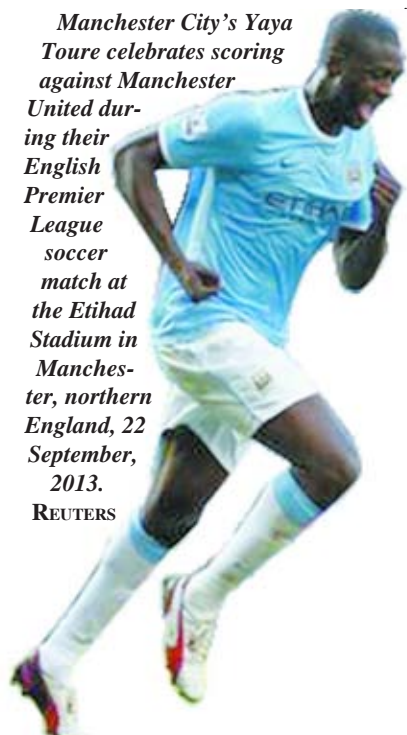 Manchester City's Yaya
Toure celebrates scoring
against Manchester
United dur-
ing their
English
Premier
League
soccer
match at
the Etihad
Stadium in
Manches-
ter, northern
England, 22
September,
2013.
REUTERS
ETIHAD